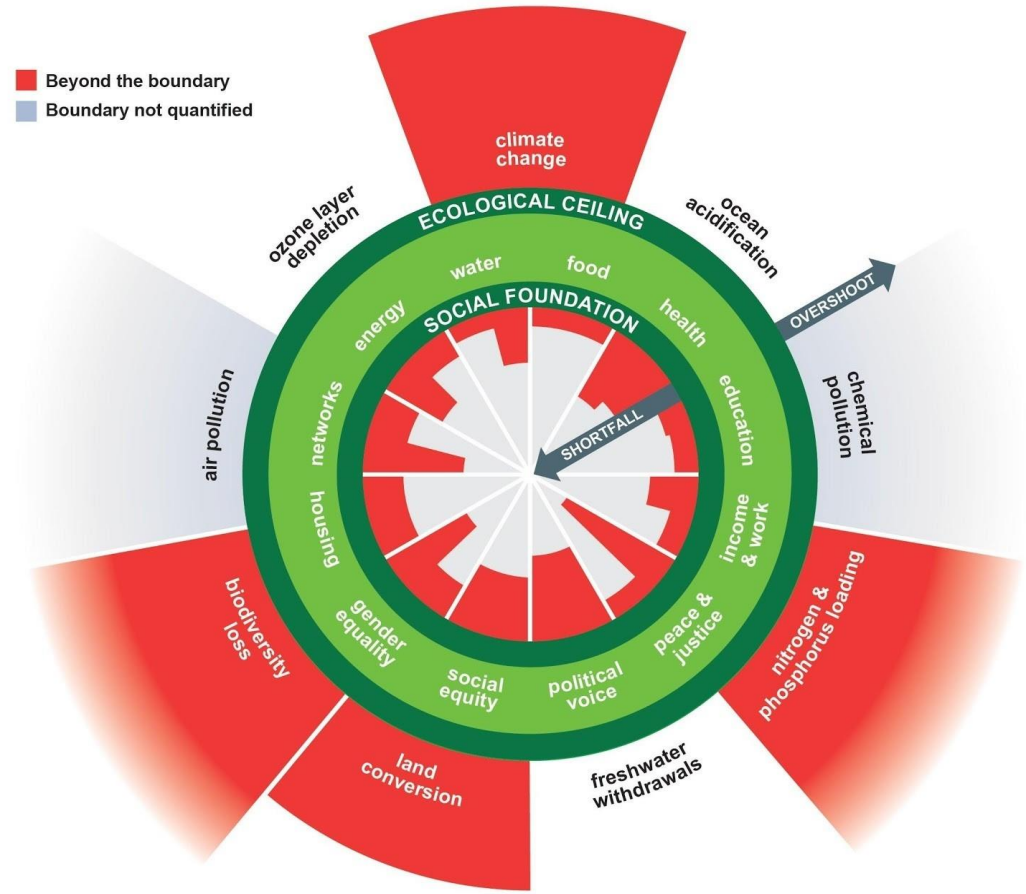 Beyond the boundary
Boundary not quantified
climate
change
ozone layer
depletion
ocean
acidification
ECOLOGICAL CEILING
OVERSHOOT
water
food
energy
health
SOCIAL FOUNDATION
air pollution
networks
SHORTFALL
education
chemical
pollution
housing
income
& work
biodiversity
loss
gender
equality
social
equity
political
voice
peace &
justice
nitrogen &
phosphorus loading
land
conversion
freshwater
withdrawals